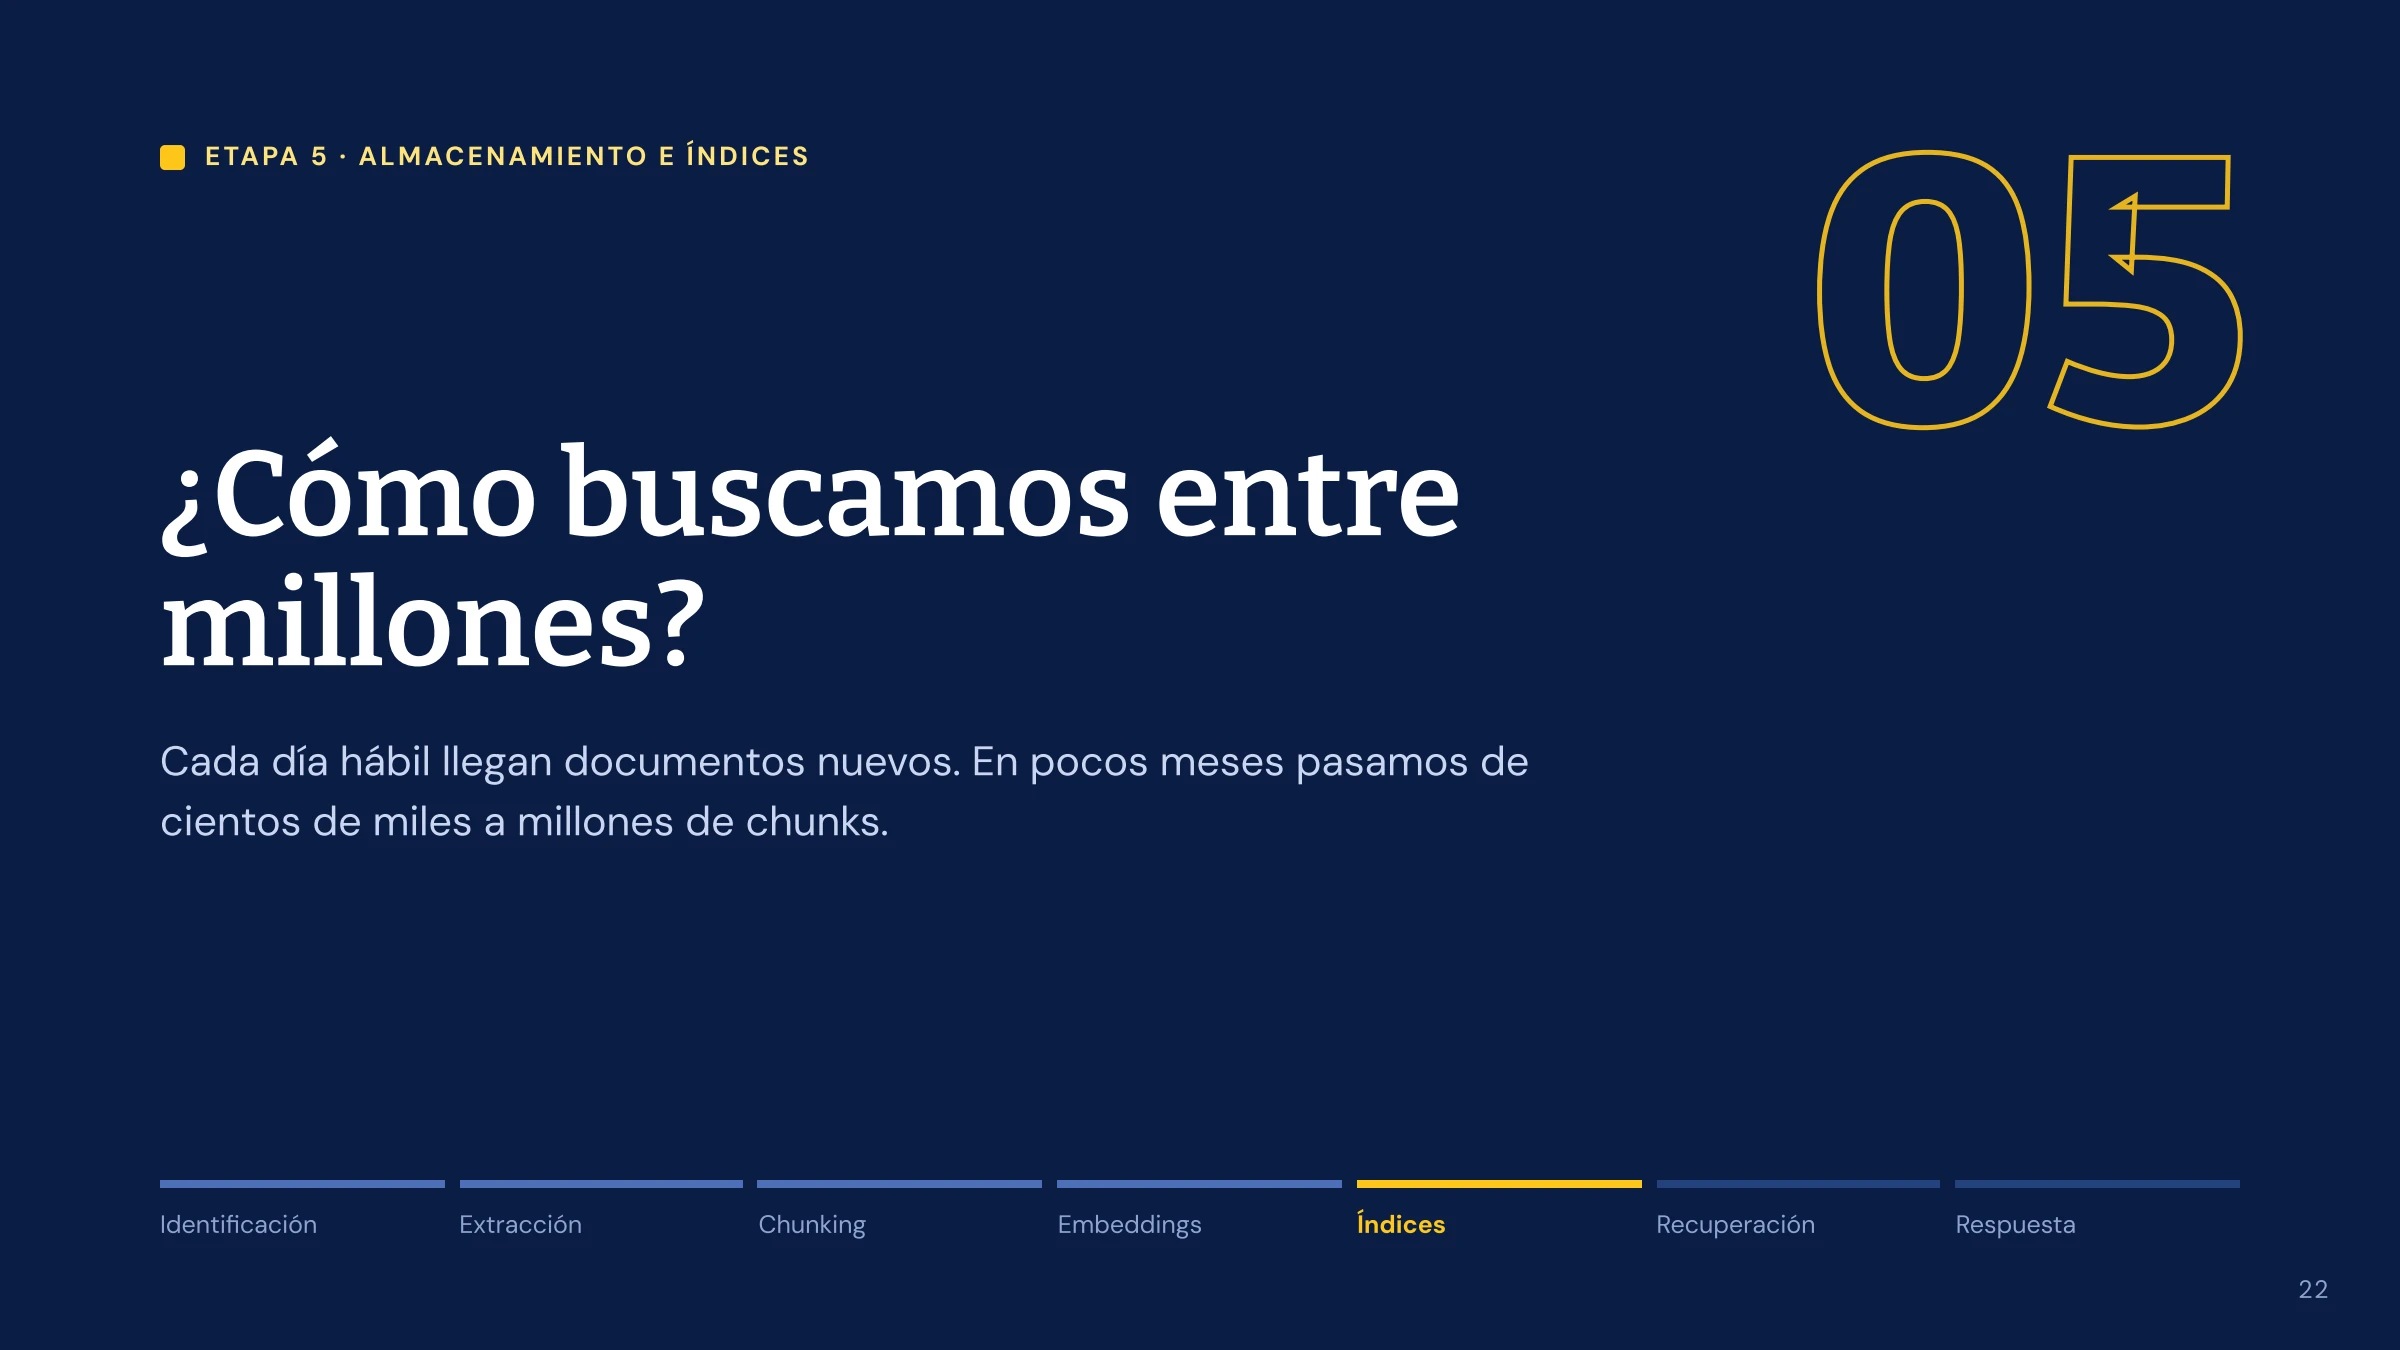 ETAPA 5 · ALMACENAMIENTO E ÍNDICES
05
¿Cómo buscamos entre
millones?
Cada día hábil llegan documentos nuevos. En pocos meses pasamos de
cientos de miles a millones de chunks.
Identificación
Extracción
Chunking
Embeddings
Índices
Recuperación
Respuesta
22